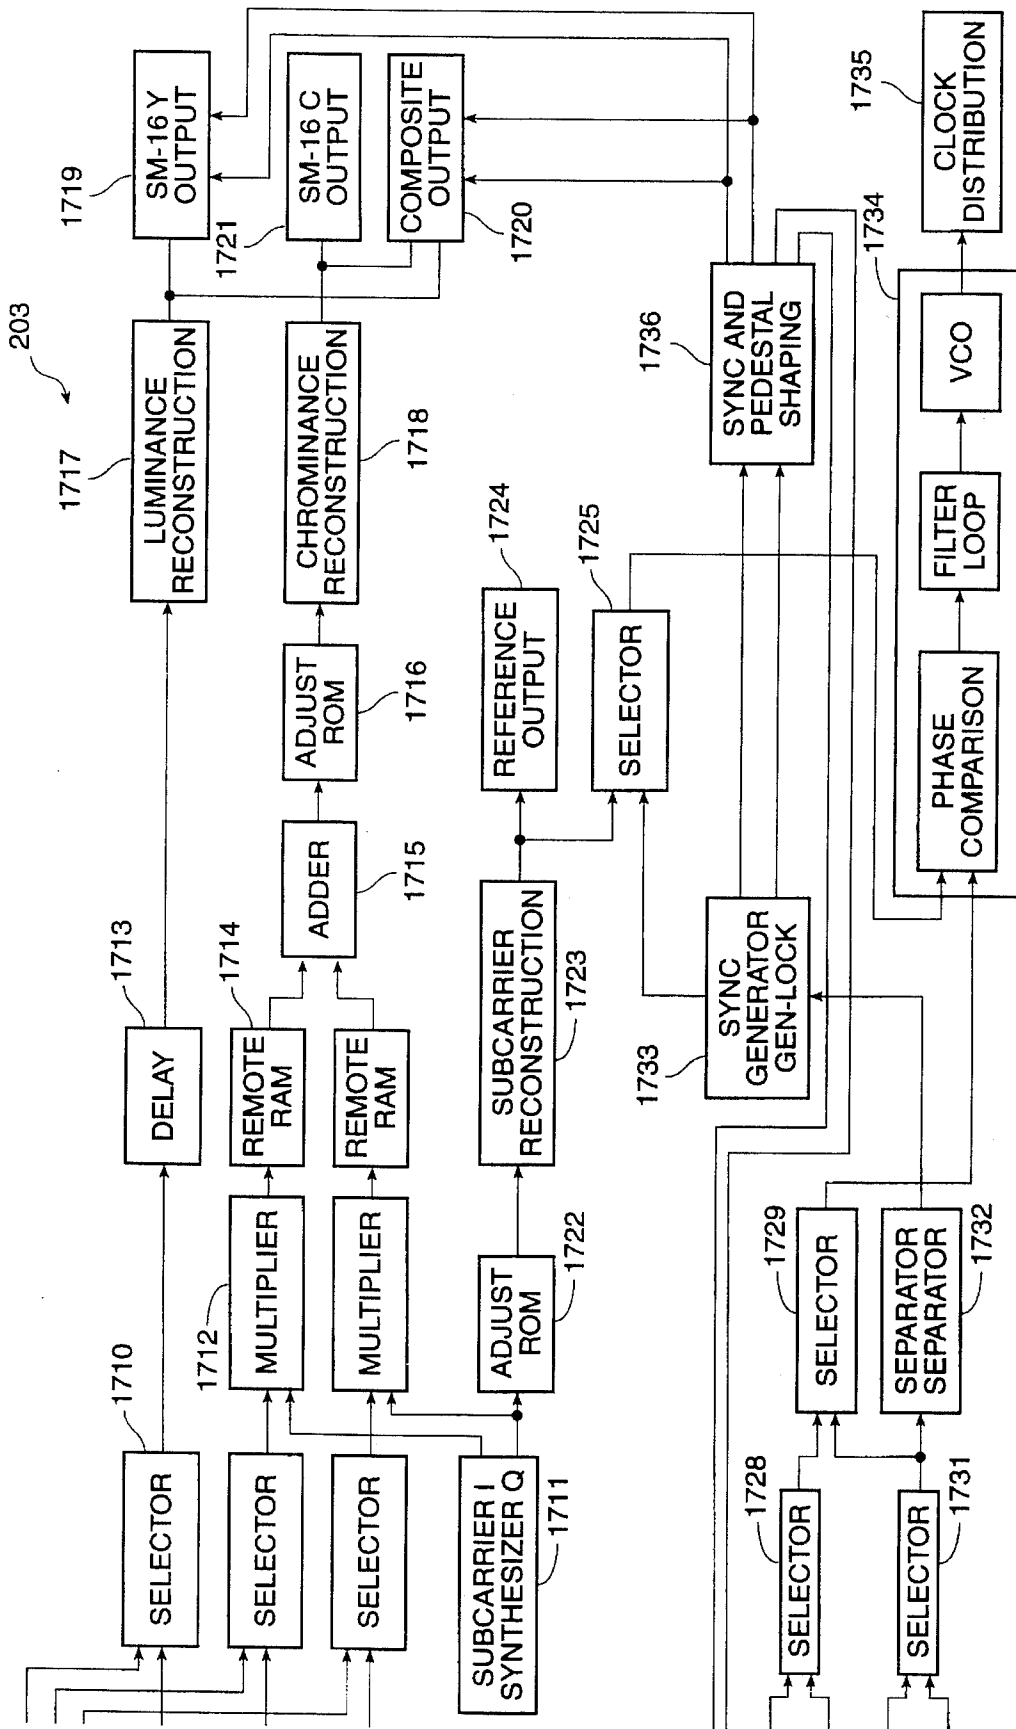 203
1710
SELECTOR
DELAY
1713
LUMINANCE
RECONSTRUCTION
1717
SM-16 Y
OUTPUT
1719
SELECTOR
MULTIPLIER
1712
REMOTE
RAM
1714
SELECTOR
MULTIPLIER
REMOTE
RAM
ADDER
1715
ADJUST
ROM
1716
CHROMINANCE
RECONSTRUCTION
1718
SM-16 C
OUTPUT
1721
COMPOSITE
OUTPUT
1720
SUBCARRIER I
SYNTHESIZER Q
1711
ADJUST
ROM
1722
SUBCARRIER
RECONSTRUCTION
1723
REFERENCE
OUTPUT
1724
SELECTOR
1725
SYNC
GENERATOR
GEN-LOCK
1733
SYNC AND
PEDESTAL
SHAPING
1736
SELECTOR
1728
SELECTOR
1729
SELECTOR
1731
SEPARATOR
SEPARATOR
1732
PHASE
COMPARISON
FILTER
LOOP
VCO
1734
CLOCK
DISTRIBUTION
1735